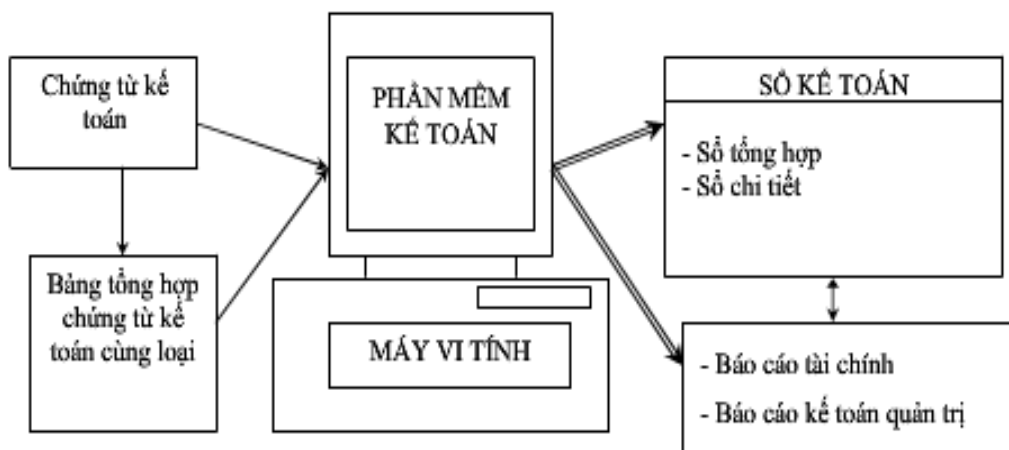 Chứng từ kế
toán
Bảng tổng hợp
chứng từ kế
toán cùng loại
PHẦN MỀM
KẾ TOÁN
MÁY VI TÍNH
SỔ KẾ TOÁN
- Sổ tổng hợp
- Sổ chi tiết
- Báo cáo tài chính
- Báo cáo kế toán quản trị